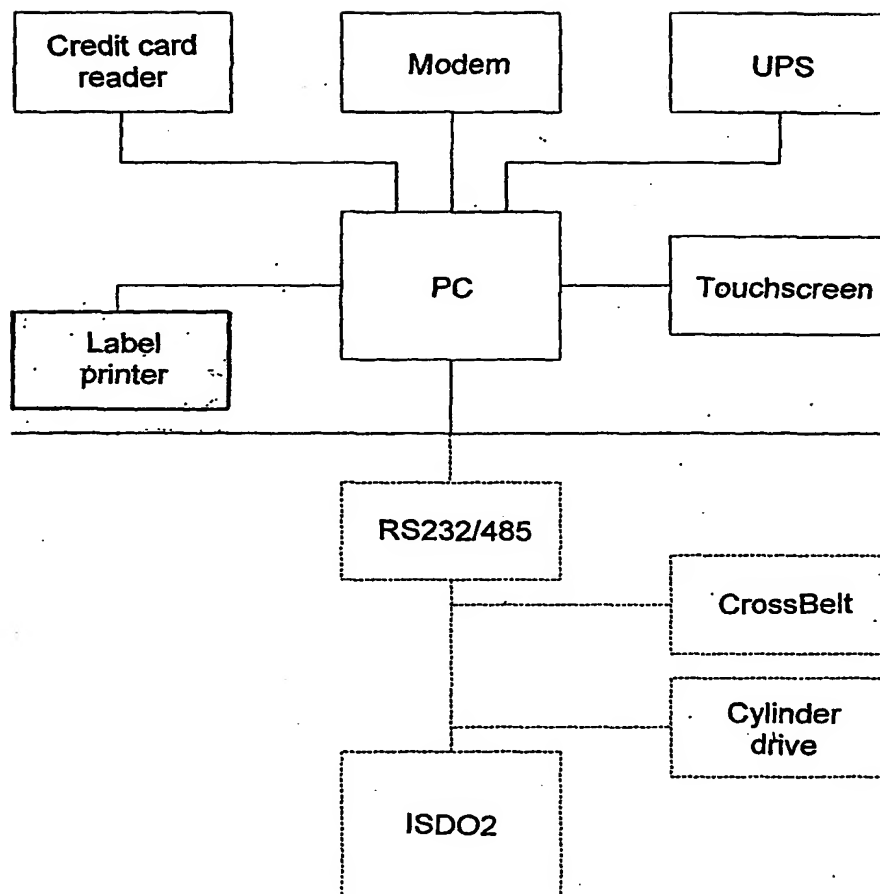 Credit card
reader
Modem
UPS
PC
Touchscreen
Label
printer
RS232/485
CrossBelt
Cylinder
drive
ISDO2